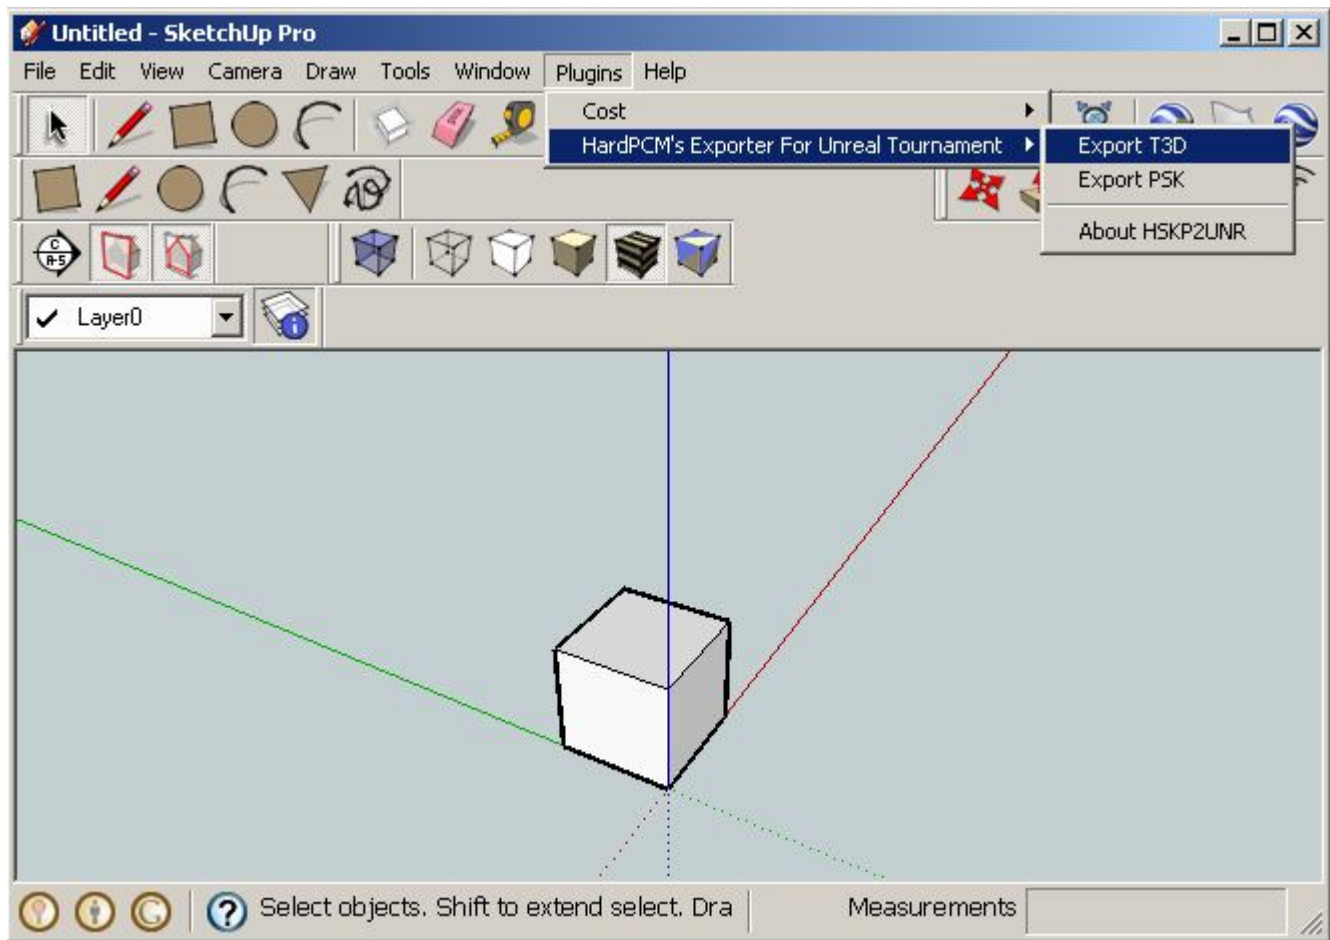 Untitled - SketchUp Pro
File Edit View Camera Draw Tools Window Plugins Help
Cost
HardPCM's Exporter For Unreal Tournament
Export T3D
Export PSK
About HSKP2UNR
C
A-5
Layer0
Select objects. Shift to extend select. Dra
Measurements